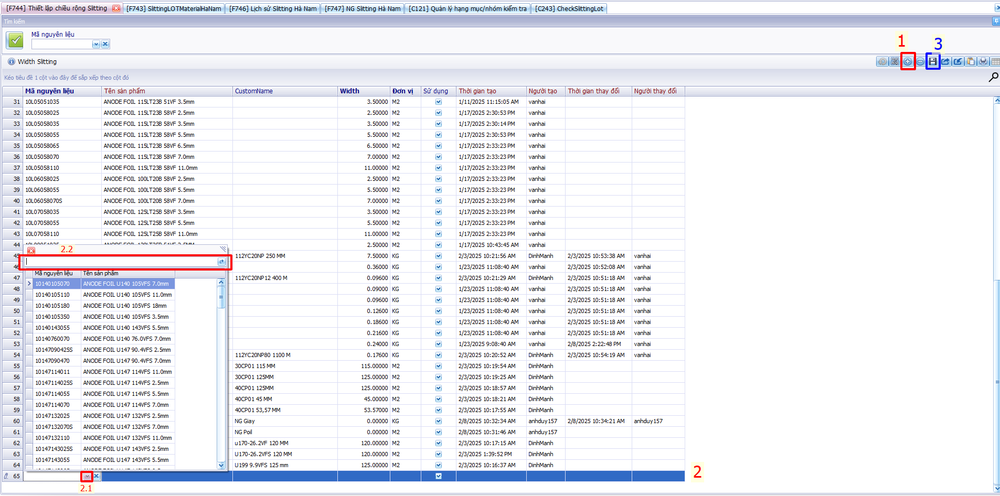 [F744] Thiết lập chiều rộng Slitting [F743] SlittingLOTMaterialHaNam [F746] Lịch sử Slitting Hà Nam [F747] NG Slitting Hà Nam [C121] Quản lý hạng mục/nhóm kiểm tra [C243] CheckSlittingLot
Tìm kiếm
Mã nguyên liệu
1
3
Width Slitting
Kéo tiêu đề 1 cột vào đây để sắp xếp theo cột đó
Mã nguyên liệu Tên sản phẩm CustomName Width Đơn vị Sử dụng Thời gian tạo Người tạo Thời gian thay đổi Người thay đổi
31 10L05051035 ANODE FOIL 115LT23B 51VF 3.5mm 3.50000 M2 1/11/2025 11:15:05 AM vanhai
32 10L05058025 ANODE FOIL 115LT23B 58VF 2.5mm 2.50000 M2 1/17/2025 2:30:53 PM vanhai
33 10L05058035 ANODE FOIL 115LT23B 58VF 3.5mm 3.50000 M2 1/17/2025 2:30:14 PM vanhai
34 10L05058055 ANODE FOIL 115LT23B 58VF 5.5mm 5.50000 M2 1/17/2025 2:30:53 PM vanhai
35 10L05058065 ANODE FOIL 115LT23B 58VF 6.5mm 6.50000 M2 1/17/2025 2:33:23 PM vanhai
36 10L05058070 ANODE FOIL 115LT23B 58VF 7.0mm 7.00000 M2 1/17/2025 2:33:23 PM vanhai
37 10L05058110 ANODE FOIL 115LT23B 58VF 11.0mm 11.00000 M2 1/17/2025 2:33:23 PM vanhai
38 10L06058025 ANODE FOIL 100LT20B 58VF 2.5mm 2.50000 M2 1/17/2025 2:33:23 PM vanhai
39 10L06058055 ANODE FOIL 100LT20B 58VF 5.5mm 5.50000 M2 1/17/2025 2:33:23 PM vanhai
40 10L06058070S ANODE FOIL 100LT20B 58VF 7.0mm 7.00000 M2 1/17/2025 2:33:23 PM vanhai
41 10L07058035 ANODE FOIL 125LT25B 58VF 3.5mm 3.50000 M2 1/17/2025 2:33:23 PM vanhai
42 10L07058055 ANODE FOIL 125LT25B 58VF 5.5mm 5.50000 M2 1/17/2025 2:33:23 PM vanhai
43 10L07058110 ANODE FOIL 125LT25B 58VF 11.0mm 11.00000 M2 1/17/2025 2:33:23 PM vanhai
44 2.50000 M2 1/17/2025 10:43:45 AM vanhai
2.2
45 112YC20NP 250 MM 7.50000 KG 2/3/2025 10:21:56 AM DinhManh 2/3/2025 10:53:38 AM vanhai
46 0.36000 KG 1/23/2025 11:08:40 AM vanhai 2/3/2025 10:52:08 AM vanhai
47 112YC20NP12 400 M 0.09600 KG 2/3/2025 10:21:29 AM DinhManh 2/3/2025 10:51:18 AM vanhai
48 0.09000 KG 1/23/2025 11:08:40 AM vanhai 2/3/2025 10:51:18 AM vanhai
49 0.09600 KG 1/23/2025 11:08:40 AM vanhai 2/3/2025 10:51:18 AM vanhai
50 0.12600 KG 1/23/2025 11:08:40 AM vanhai 2/3/2025 10:51:18 AM vanhai
51 0.18600 KG 1/23/2025 11:08:40 AM vanhai 2/3/2025 10:51:18 AM vanhai
52 0.21600 KG 1/23/2025 11:08:40 AM vanhai 2/3/2025 10:51:18 AM vanhai
53 0.24000 KG 1/23/2025 9:08:40 AM vanhai 2/8/2025 2:22:48 PM vanhai
54 112YC20NP80 1100 M 0.17600 KG 2/3/2025 10:20:52 AM DinhManh 2/3/2025 10:54:19 AM vanhai
55 30CP01 115 MM 115.00000 M2 2/3/2025 10:19:54 AM DinhManh
56 30CP01 125MM 125.00000 M2 2/3/2025 10:19:25 AM DinhManh
57 40CP01 125MM 125.00000 M2 2/3/2025 10:18:57 AM DinhManh
58 40CP01 45 MM 45.00000 M2 2/3/2025 10:18:21 AM DinhManh
59 40CP01 53,57 MM 53.57000 M2 2/3/2025 10:17:55 AM DinhManh
60 NG Giay 0.00000 KG 2/8/2025 10:32:34 AM anhduy157 2/8/2025 10:34:21 AM anhduy157
61 NG Poil 0.00000 M2 2/8/2025 10:31:46 AM anhduy157
62 u170-26.2VF 120 MM 120.00000 M2 2/3/2025 10:17:15 AM DinhManh
63 U170-26.2VFS 120 MM 120.00000 M2 2/3/2025 1:39:52 PM DinhManh
64 U199 9.9VFS 125 mm 125.00000 M2 2/3/2025 10:16:37 AM DinhManh
65
2
Mã nguyên liệu Tên sản phẩm
10140105070 ANODE FOIL U140 105VFS 7.0mm
10140105110 ANODE FOIL U140 105VFS 11.0mm
10140105180 ANODE FOIL U140 105VFS 18mm
10140105350 ANODE FOIL U140 105VFS 3.5mm
10140143055 ANODE FOIL U140 143VFS 5.5mm
10140760070 ANODE FOIL U140 76.0VFS 7.0mm
10147090425S ANODE FOIL U147 90.4VFS 2.5mm
10147090470 ANODE FOIL U147 90.4VFS 7.0mm
10147114011 ANODE FOIL U147 114VFS 11.0mm
10147114025S ANODE FOIL U147 114VFS 2.5mm
10147114055 ANODE FOIL U147 114VFS 5.5mm
10147114070 ANODE FOIL U147 114VFS 7.0mm
10147132025 ANODE FOIL U147 132VFS 2.5mm
10147132070S ANODE FOIL U147 132VFS 7.0mm
10147132110 ANODE FOIL U147 132VFS 11.0mm
10147143025S ANODE FOIL U147 143VFS 2.5mm
10147143055 ANODE FOIL U147 143VFS 5.5mm
2.1